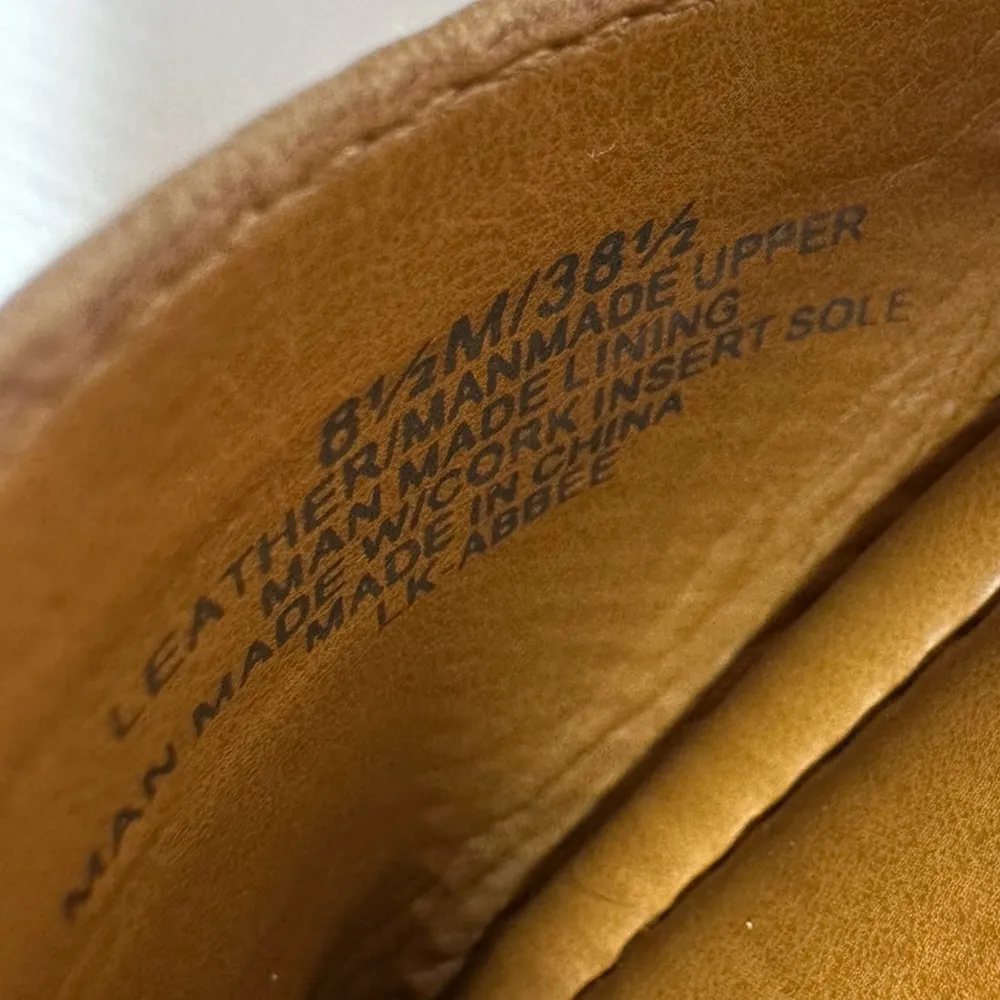 8½M/38½
LEATHER/MANMADE UPPER
MAN MADE LINING
MAN MADE W/CORK INSERT SOLE
MADE IN CHINA
LK-ABBEE